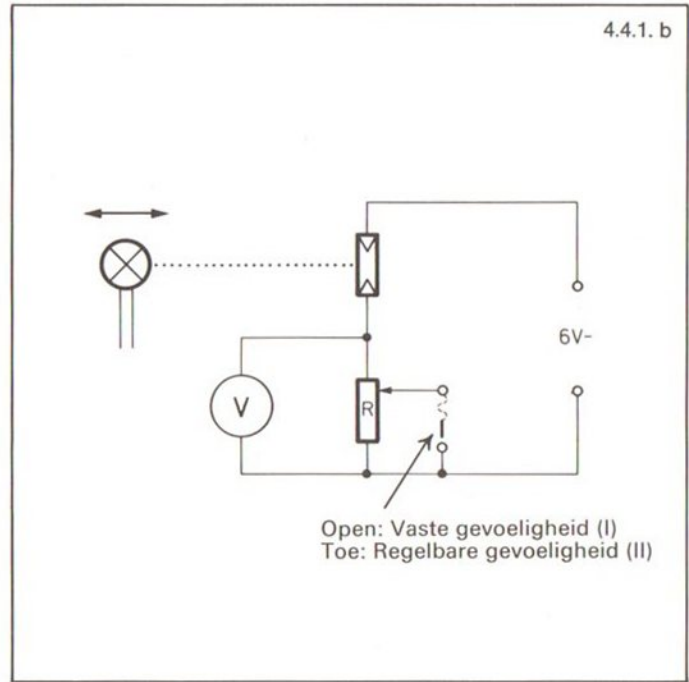 4.4.1. b
6V-
V
R
Open: Vaste gevoeligheid (I)
Toe: Regelbare gevoeligheid (II)